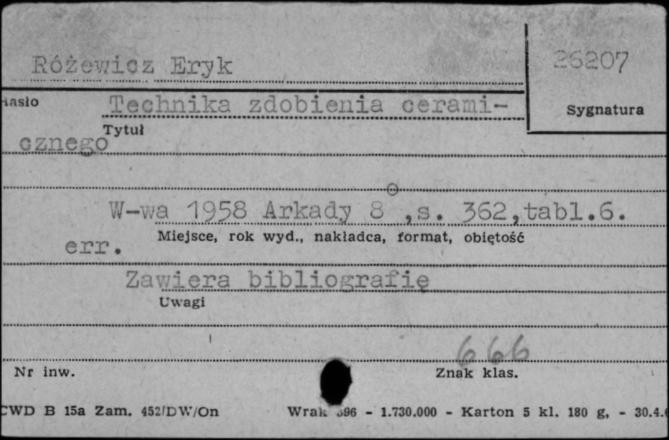 Różewicz Eryk
26207
Hasło
Technika zdobienia cerami-
Sygnatura
Tytuł
cznego
W-wa 1958 Arkady 8°, s. 362, tabl.6.
Miejsce, rok wyd., nakładca, format, objętość
err.
Zawiera bibliografię
Uwagi
666
Nr inw.
Znak klas.
CWD B 15a Zam. 452/DW/On
Wrak 396 - 1.730.000 - Karton 5 kl. 180 g, - 30.4.6